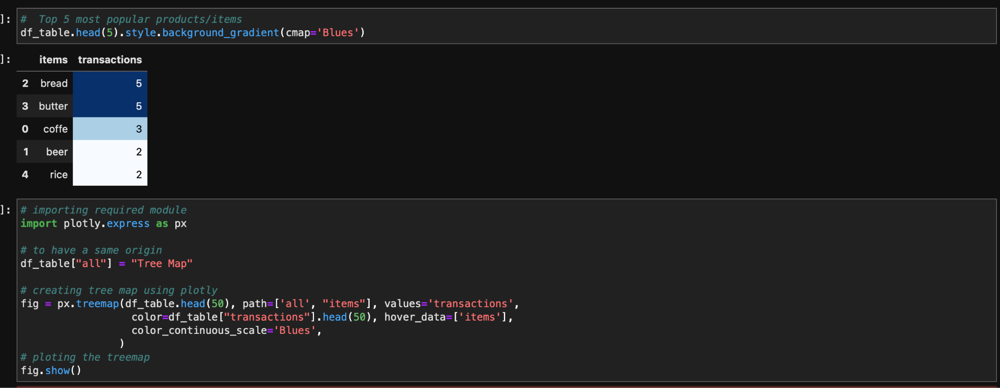 ]: #  Top 5 most popular products/items
df_table.head(5).style.background_gradient(cmap='Blues')
]: items transactions
2 bread 5
3 butter 5
0 coffe 3
1 beer 2
4 rice 2
]: # importing required module
import plotly.express as px
# to have a same origin
df_table["all"] = "Tree Map"
# creating tree map using plotly
fig = px.treemap(df_table.head(50), path=['all', "items"], values='transactions',
                  color=df_table["transactions"].head(50), hover_data=['items'],
                  color_continuous_scale='Blues',
                )
# ploting the treemap
fig.show()